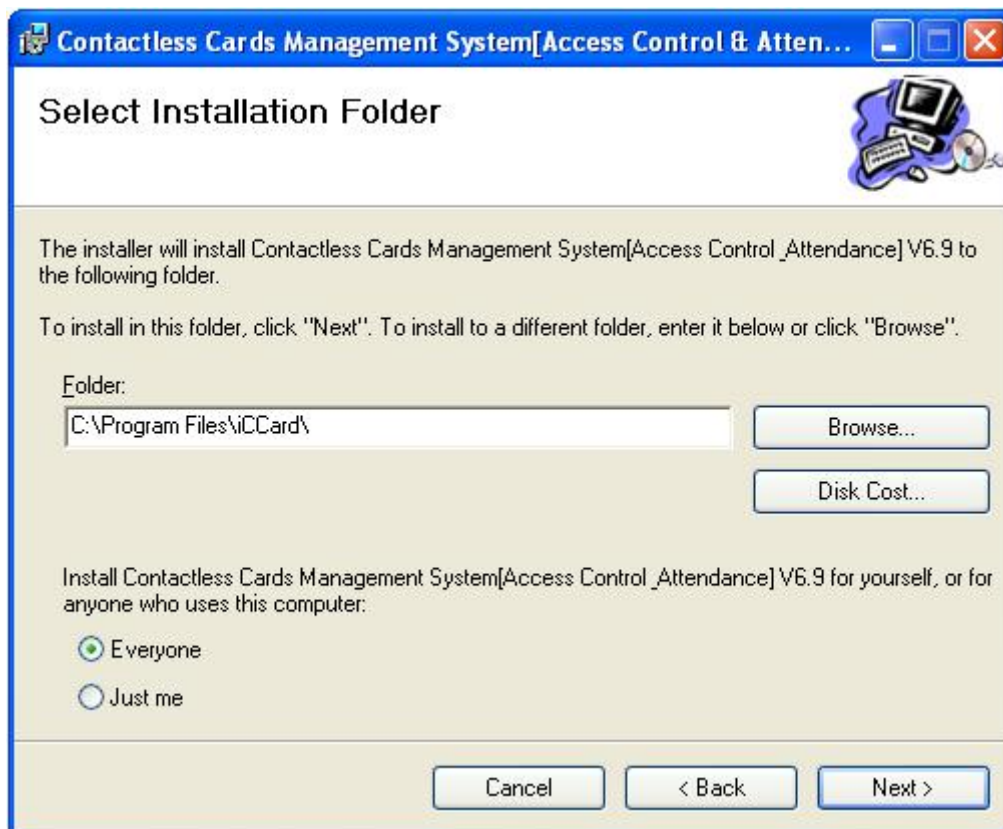 Contactless Cards Management System[Access Control & Atten...
Select Installation Folder
The installer will install Contactless Cards Management System[Access Control _Attendance] V6.9 to
the following folder.
To install in this folder, click "Next". To install to a different folder, enter it below or click "Browse".
Folder:
C:\Program Files\iCCard\
Browse...
Disk Cost...
Install Contactless Cards Management System[Access Control _Attendance] V6.9 for yourself, or for
anyone who uses this computer:
Everyone
Just me
Cancel
< Back
Next >